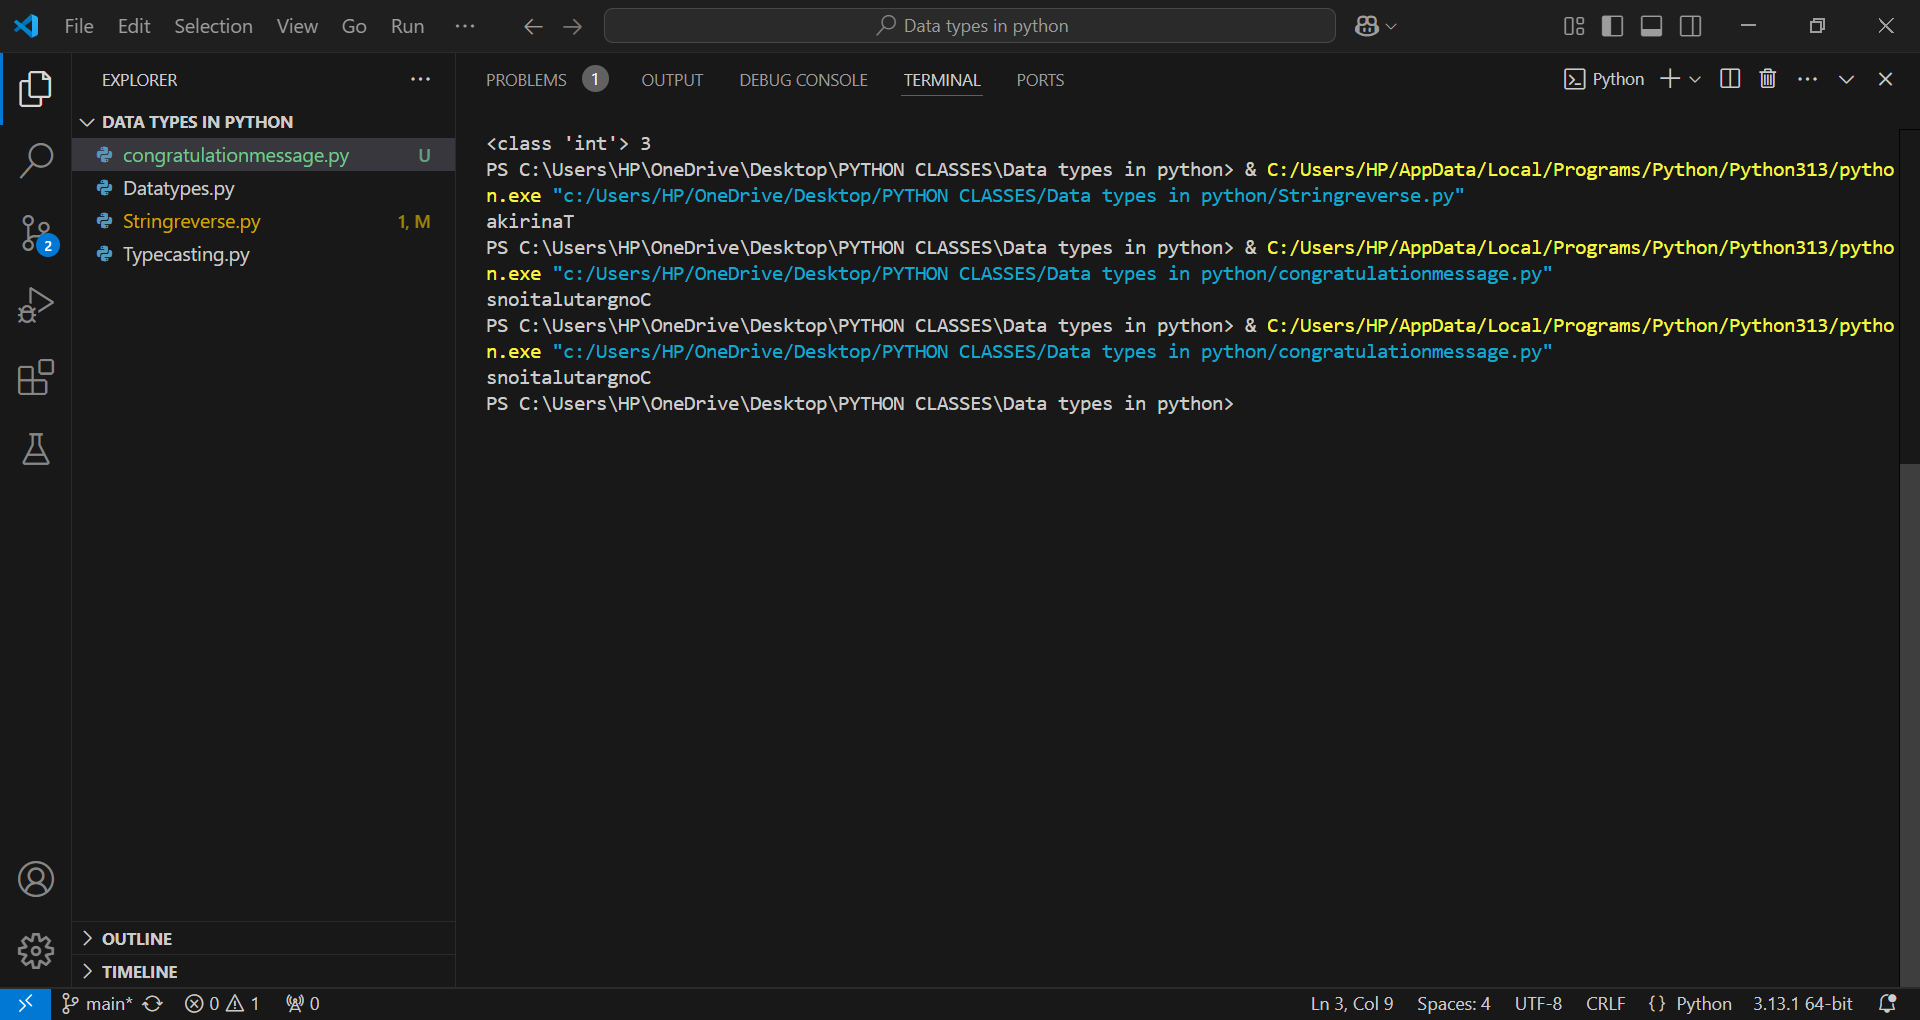 File Edit Selection View Go Run ··· Data types in python
EXPLORER ···
DATA TYPES IN PYTHON
congratulationmessage.py U
Datatypes.py
Stringreverse.py 1, M
Typecasting.py
2
OUTLINE
TIMELINE
PROBLEMS 1 OUTPUT DEBUG CONSOLE TERMINAL PORTS Python ···
<class 'int'> 3
PS C:\Users\HP\OneDrive\Desktop\PYTHON CLASSES\Data types in python> & C:/Users/HP/AppData/Local/Programs/Python/Python313/pytho
n.exe "c:/Users/HP/OneDrive/Desktop/PYTHON CLASSES/Data types in python/Stringreverse.py"
akirinaT
PS C:\Users\HP\OneDrive\Desktop\PYTHON CLASSES\Data types in python> & C:/Users/HP/AppData/Local/Programs/Python/Python313/pytho
n.exe "c:/Users/HP/OneDrive/Desktop/PYTHON CLASSES/Data types in python/congratulationmessage.py"
snoitalutargnoC
PS C:\Users\HP\OneDrive\Desktop\PYTHON CLASSES\Data types in python> & C:/Users/HP/AppData/Local/Programs/Python/Python313/pytho
n.exe "c:/Users/HP/OneDrive/Desktop/PYTHON CLASSES/Data types in python/congratulationmessage.py"
snoitalutargnoC
PS C:\Users\HP\OneDrive\Desktop\PYTHON CLASSES\Data types in python>
main* 0 1 0 Ln 3, Col 9 Spaces: 4 UTF-8 CRLF {} Python 3.13.1 64-bit